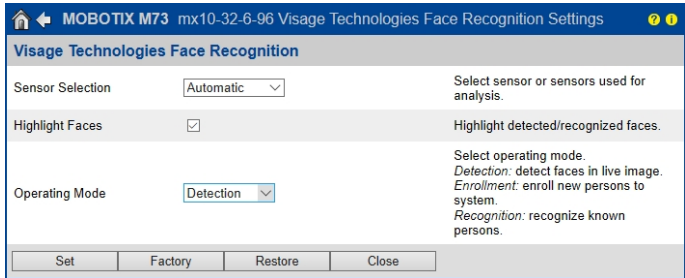 MOBOTIX M73 mx10-32-6-96 Visage Technologies Face Recognition Settings ? i
Visage Technologies Face Recognition
Sensor Selection
Automatic
Select sensor or sensors used for
analysis.
Highlight Faces
Highlight detected/recognized faces.
Operating Mode
Detection
Select operating mode.
Detection: detect faces in live image.
Enrollment: enroll new persons to
system.
Recognition: recognize known
persons.
Set Factory Restore Close